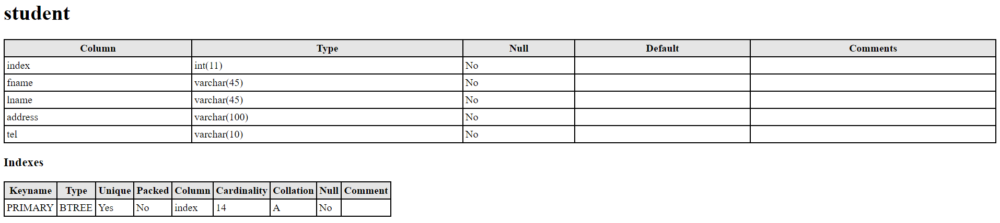 student
Column Type Null Default Comments
index int(11) No
fname varchar(45) No
lname varchar(45) No
address varchar(100) No
tel varchar(10) No
Indexes
Keyname Type Unique Packed Column Cardinality Collation Null Comment
PRIMARY BTREE Yes No index 14 A No